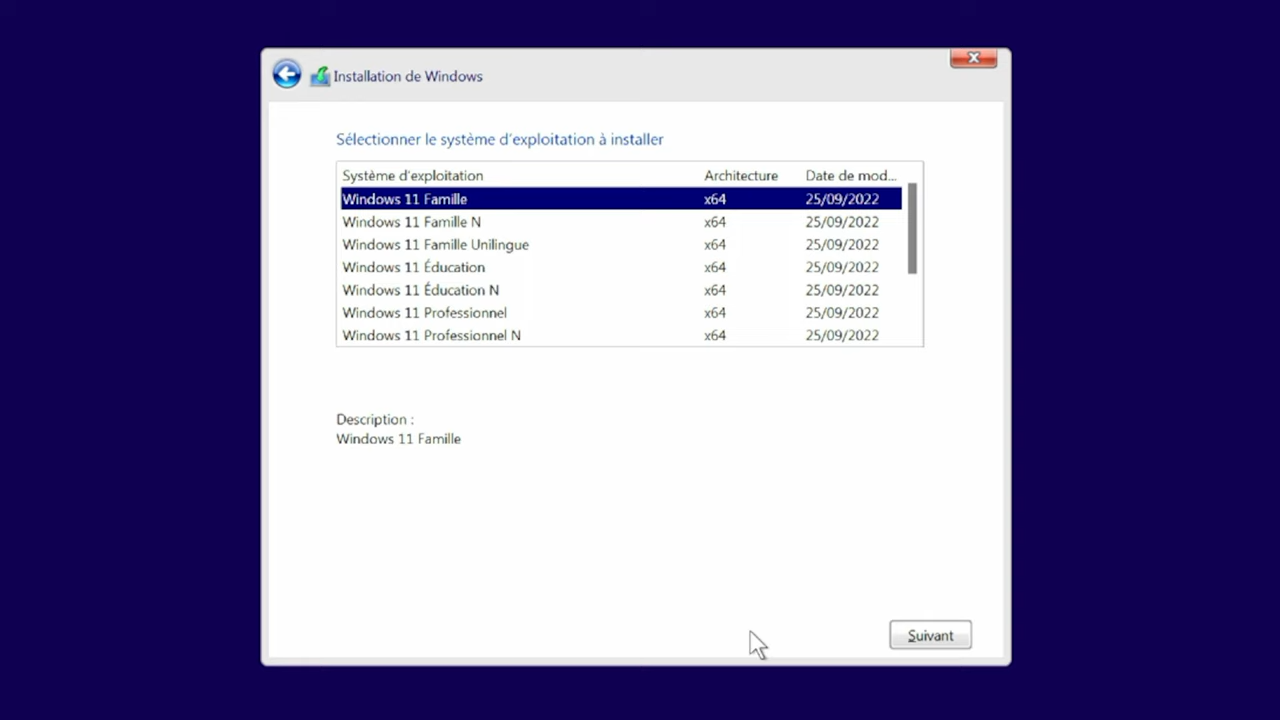 Installation de Windows
Sélectionner le système d'exploitation à installer
Système d'exploitation Architecture Date de mod...
Windows 11 Famille x64 25/09/2022
Windows 11 Famille N x64 25/09/2022
Windows 11 Famille Unilingue x64 25/09/2022
Windows 11 Éducation x64 25/09/2022
Windows 11 Éducation N x64 25/09/2022
Windows 11 Professionnel x64 25/09/2022
Windows 11 Professionnel N x64 25/09/2022
Description :
Windows 11 Famille
Suivant